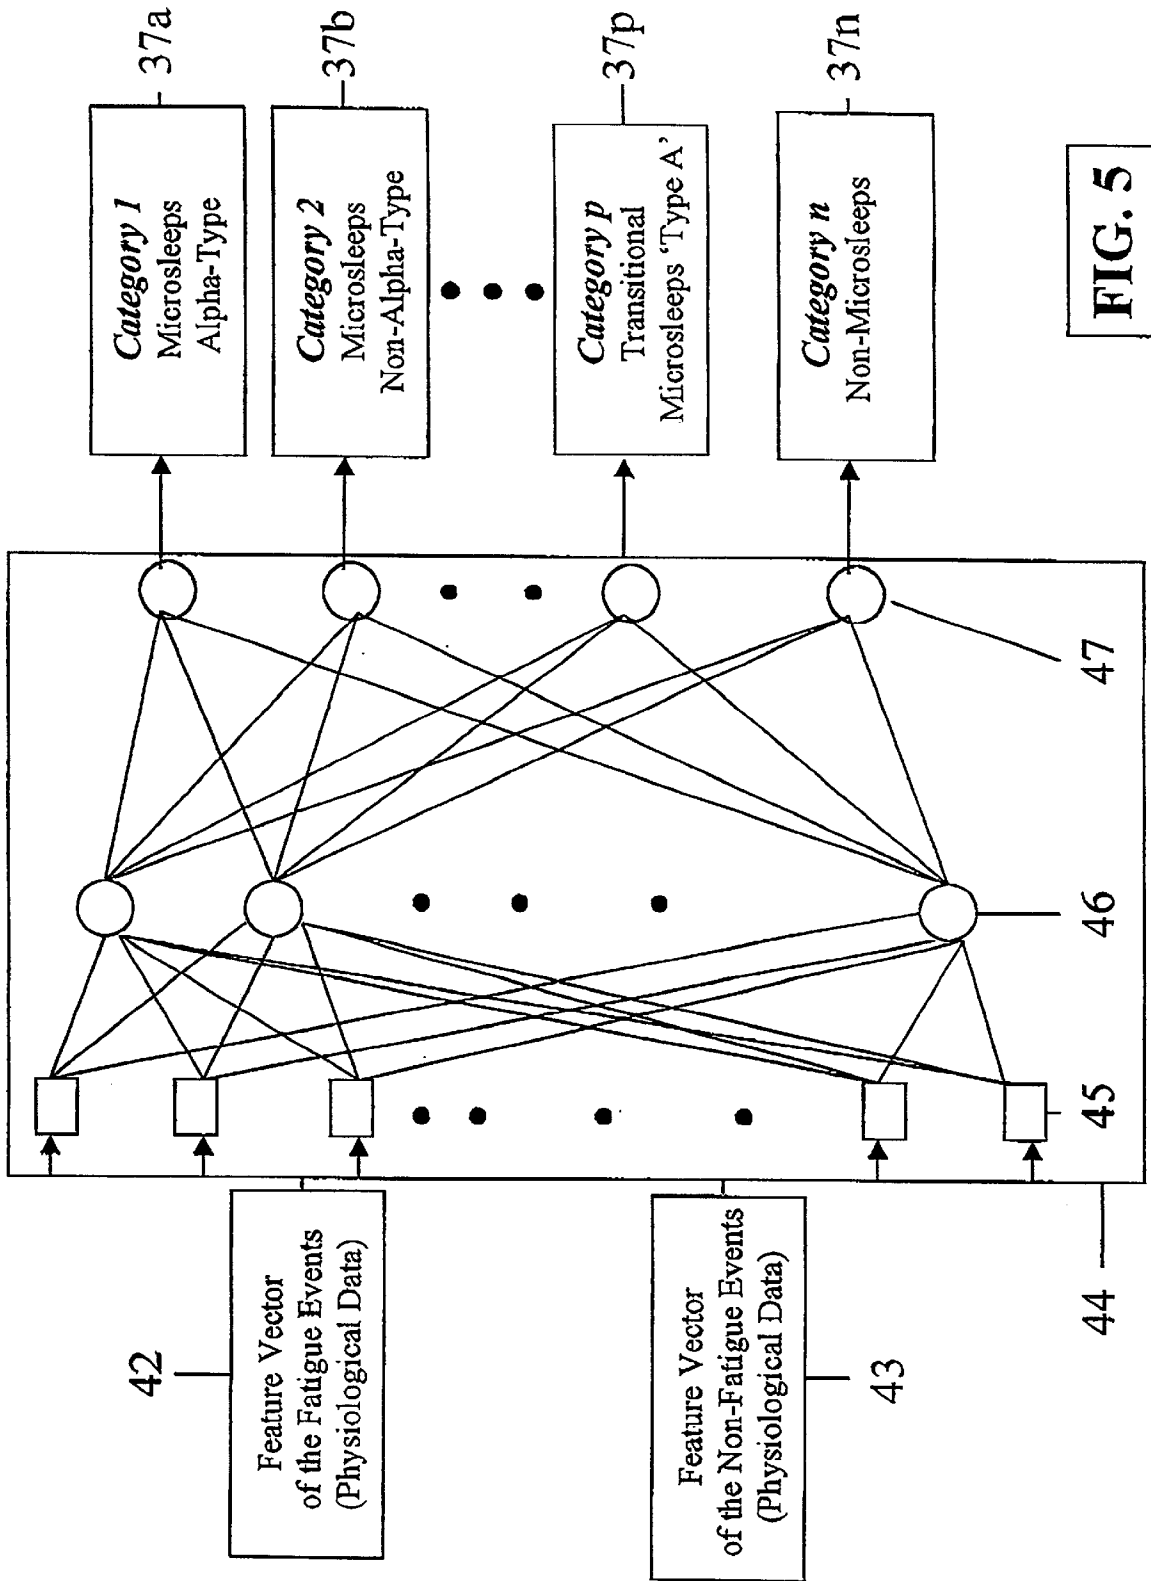 42
Feature Vector
of the Fatigue Events
(Physiological Data)
Feature Vector
of the Non-Fatigue Events
(Physiological Data)
43
44
45
46
47
Category 1
Microsleeps
Alpha-Type
37a
Category 2
Microsleeps
Non-Alpha-Type
37b
Category p
Transitional
Microsleeps ‘Type A’
37p
Category n
Non-Microsleeps
37n
FIG. 5